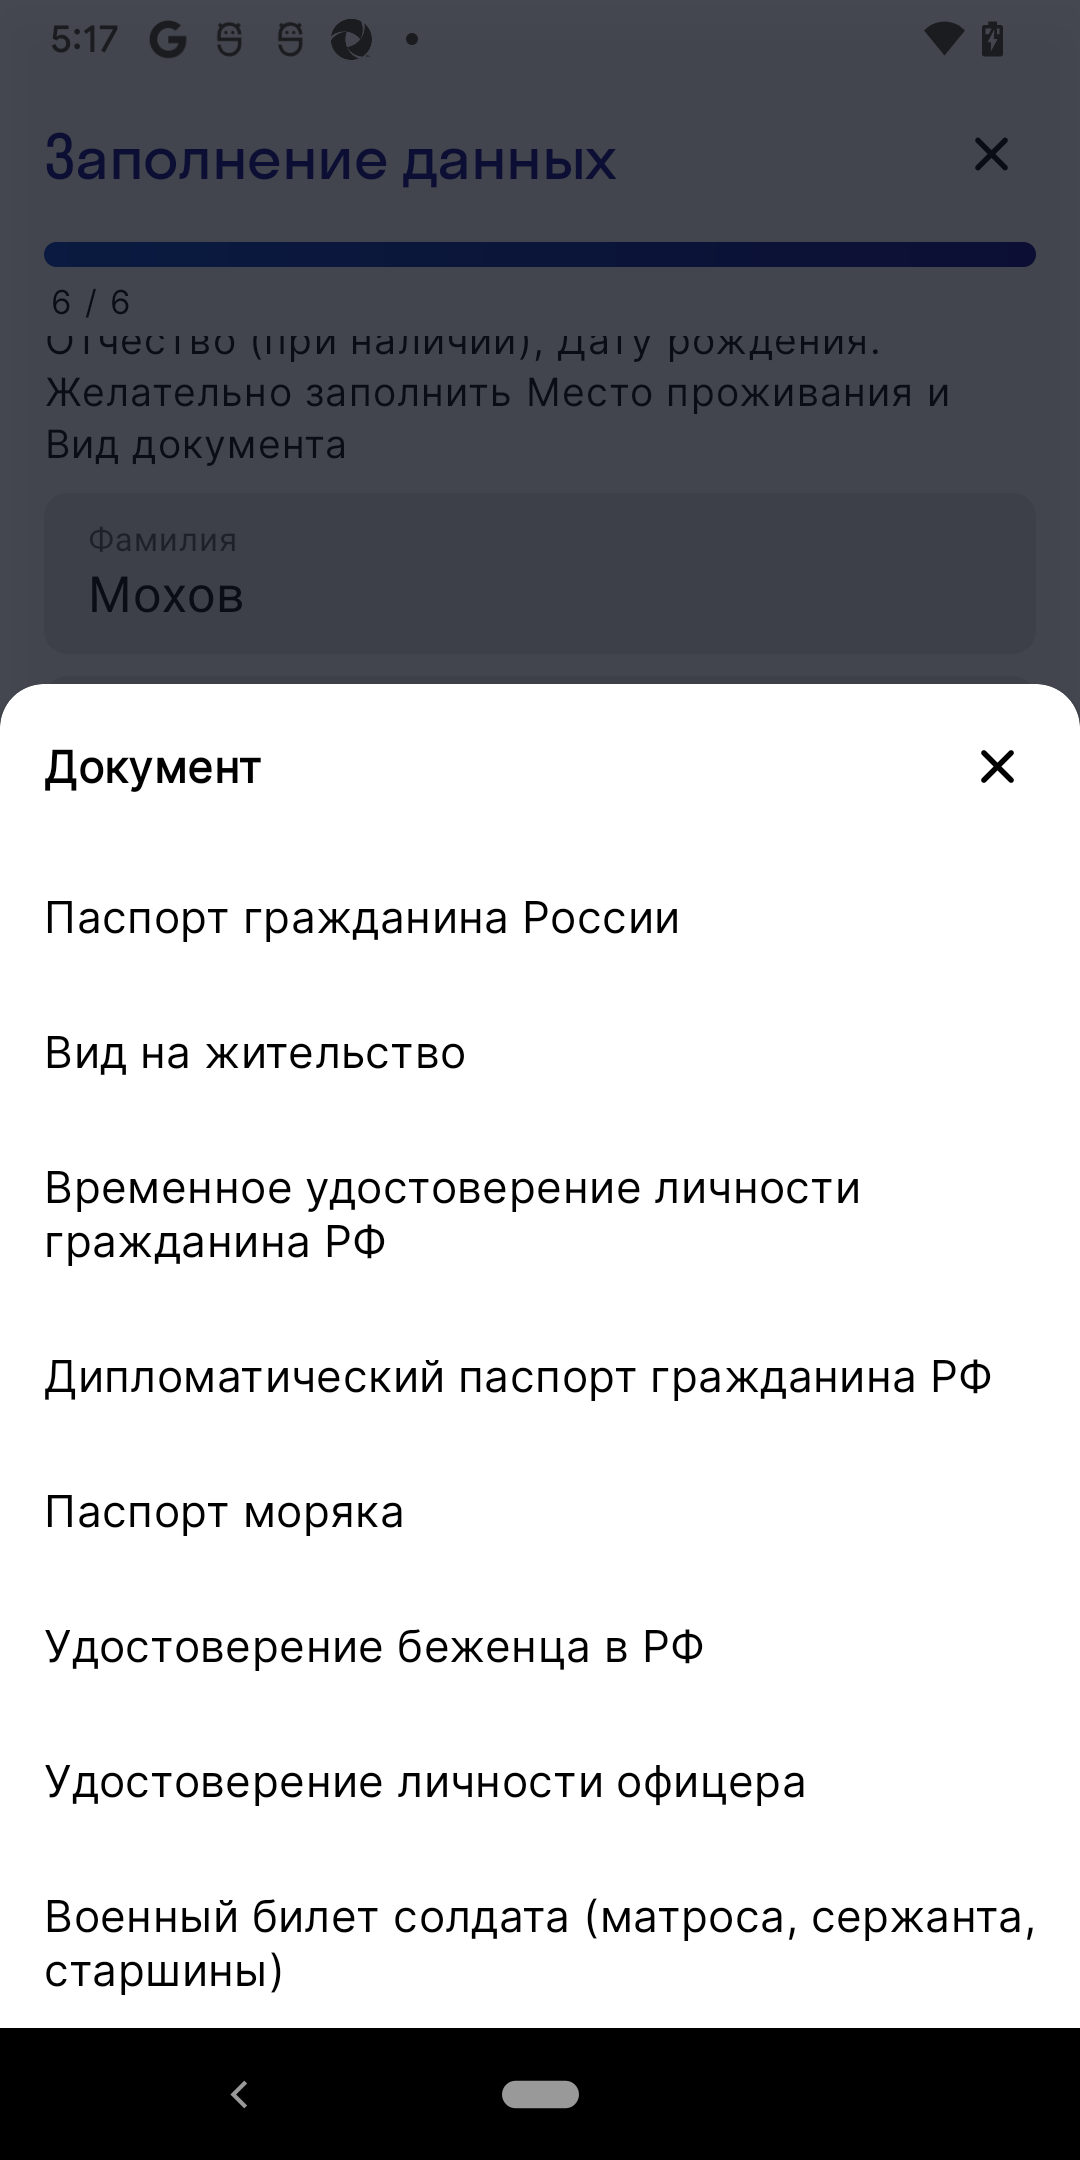 5:17
Заполнение данных
6 / 6
Отчество (при наличии), Дату рождения.
Желательно заполнить Место проживания и
Вид документа
Фамилия
Мохов
Документ
Паспорт гражданина России
Вид на жительство
Временное удостоверение личности
гражданина РФ
Дипломатический паспорт гражданина РФ
Паспорт моряка
Удостоверение беженца в РФ
Удостоверение личности офицера
Военный билет солдата (матроса, сержанта,
старшины)